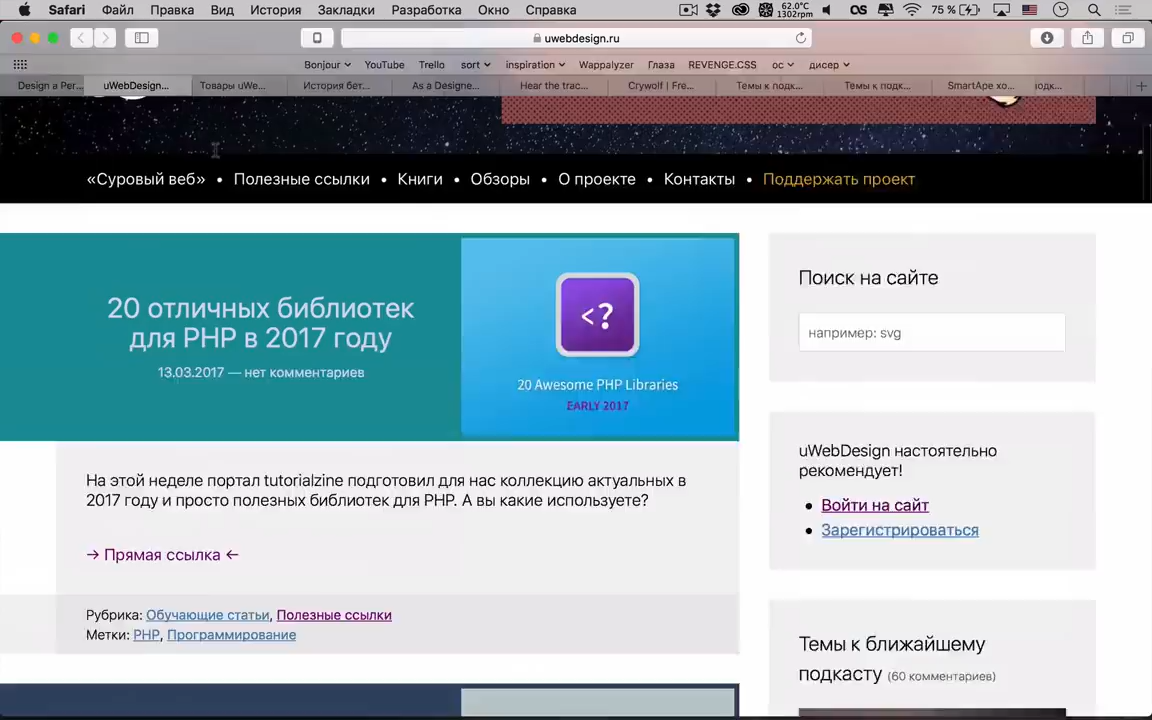 Safari Файл Правка Вид История Закладки Разработка Окно Справка
62.0°C
1302rpm
75 %
uwebdesign.ru
Bonjour YouTube Trello sort inspiration Wappalyzer Глаза REVENGE.CSS ос дисер
Design a Per... uWebDesign... Товары uWe... История бет... As a Designe... Hear the trac... Crywolf | Fre... Темы к подк... Темы к подк... SmartApe хо... одк...
«Суровый веб» • Полезные ссылки • Книги • Обзоры • О проекте • Контакты • Поддержать проект
20 отличных библиотек
для PHP в 2017 году
13.03.2017 — нет комментариев
<?
20 Awesome PHP Libraries
EARLY 2017
На этой неделе портал tutorialzine подготовил для нас коллекцию актуальных в
2017 году и просто полезных библиотек для PHP. А вы какие используете?
→ Прямая ссылка ←
Рубрика: Обучающие статьи, Полезные ссылки
Метки: PHP, Программирование
Поиск на сайте
например: svg
uWebDesign настоятельно
рекомендует!
• Войти на сайт
• Зарегистрироваться
Темы к ближайшему
подкасту (60 комментариев)